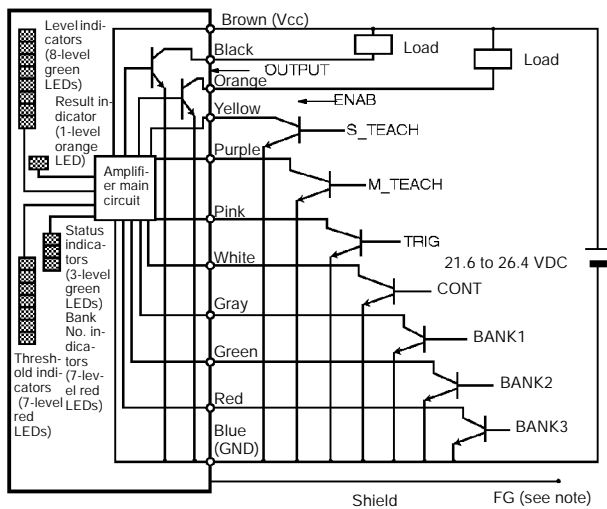 Level indi-
cators
(8-level
green
LEDs)
Result in-
dicator
(1-level
orange
LED)
Amplifi-
er main
circuit
Status
indica-
tors
(3-level
green
LEDs)
Bank
No. in-
dica-
tors
(7-lev-
el red
LEDs)
Thresh-
old indi-
cators
(7-level
red
LEDs)
Brown (Vcc)
Black
OUTPUT
Orange
ENAB
Yellow
S_TEACH
Purple
M_TEACH
Pink
TRIG
White
CONT
Gray
BANK1
Green
BANK2
Red
BANK3
Blue
(GND)
Load
Load
21.6 to 26.4 VDC
Shield
FG (see note)